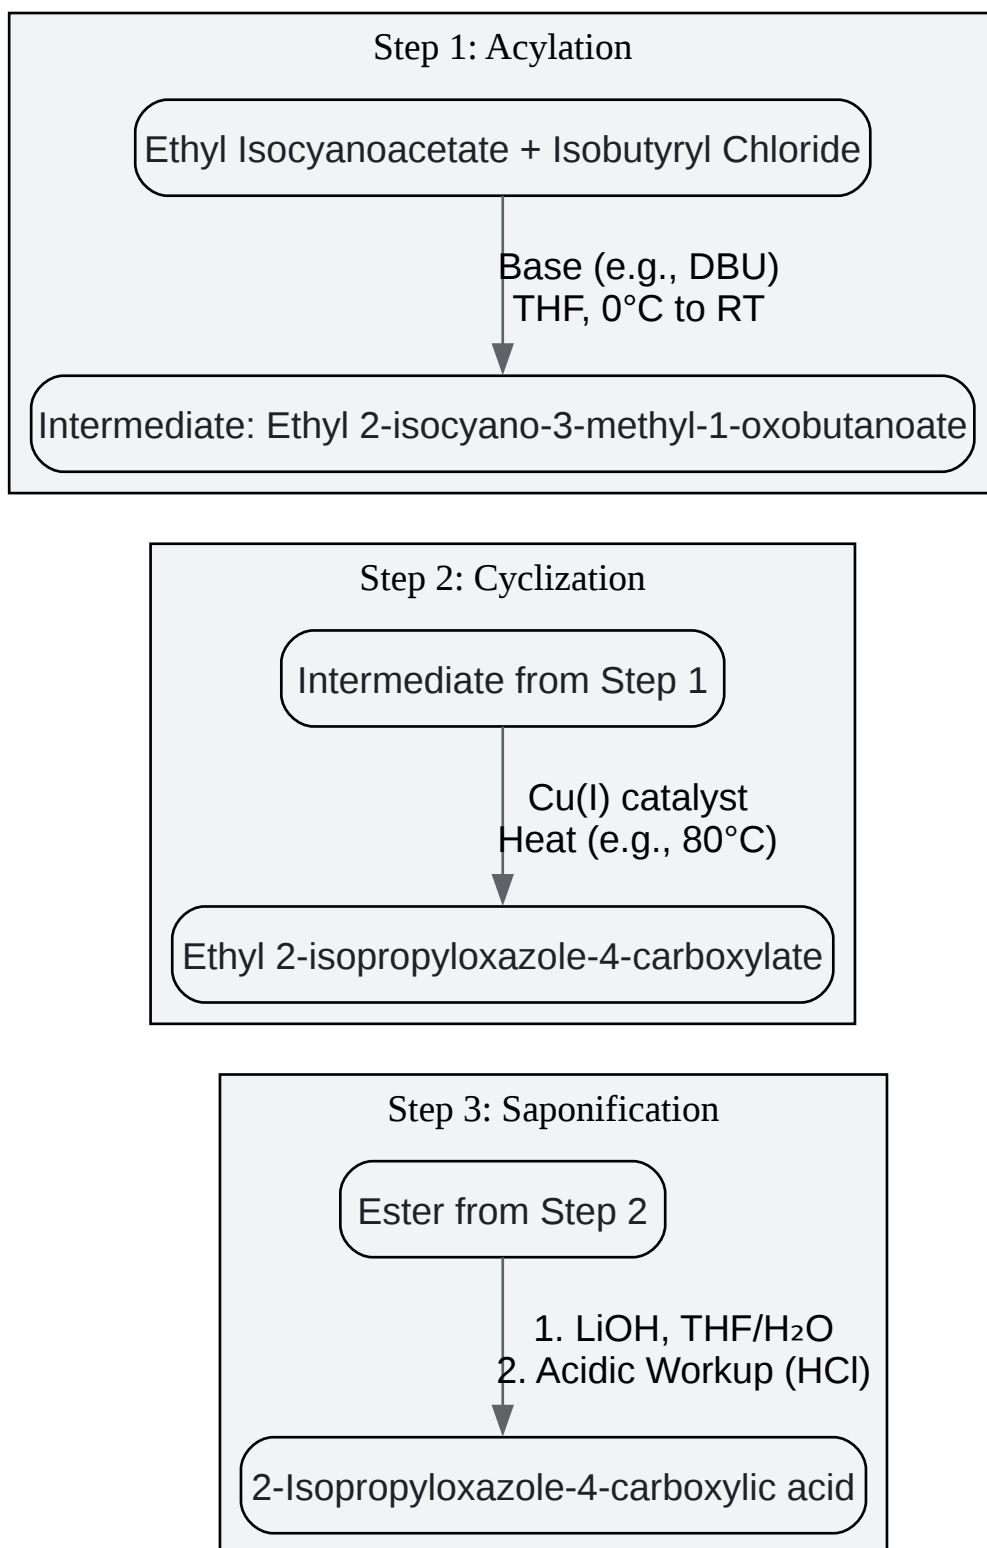 Step 1: Acylation
Ethyl Isocyanoacetate + Isobutyryl Chloride
Base (e.g., DBU)
THF, 0°C to RT
Intermediate: Ethyl 2-isocyano-3-methyl-1-oxobutanoate
Step 2: Cyclization
Intermediate from Step 1
Cu(I) catalyst
Heat (e.g., 80°C)
Ethyl 2-isopropyloxazole-4-carboxylate
Step 3: Saponification
Ester from Step 2
1. LiOH, THF/H₂O
2. Acidic Workup (HCl)
2-Isopropyloxazole-4-carboxylic acid